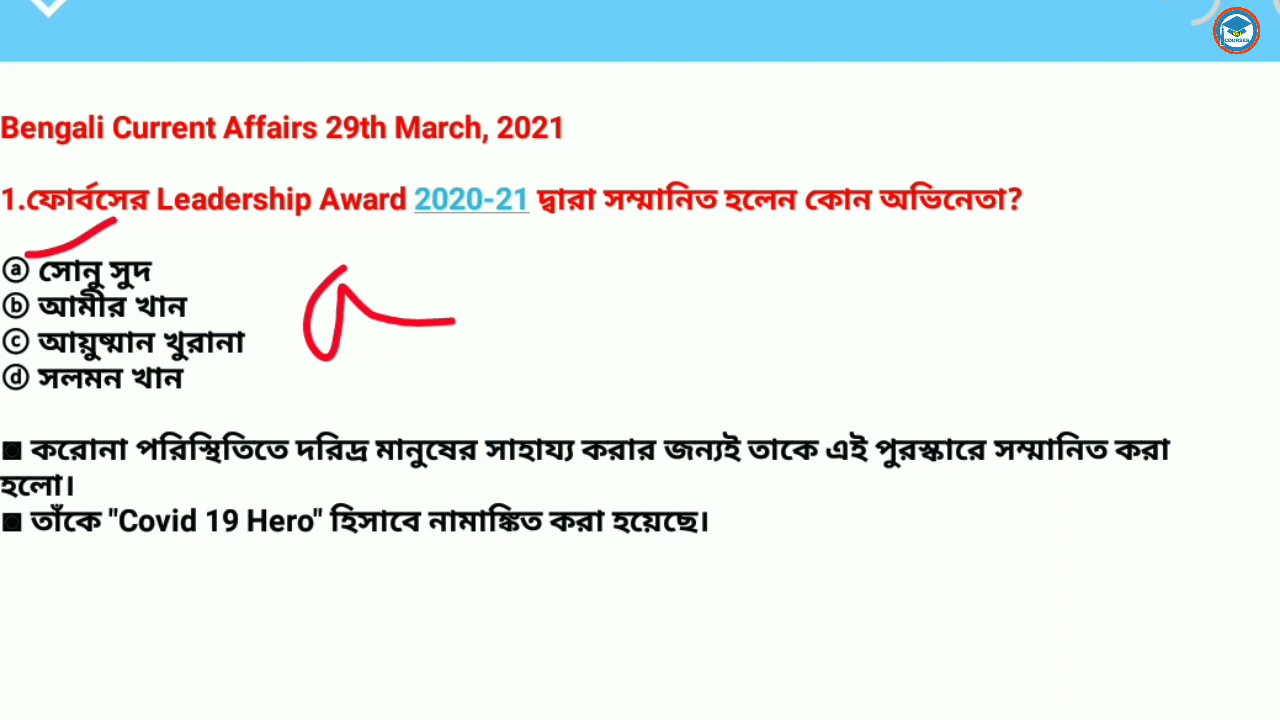 COURSES
Bengali Current Affairs 29th March, 2021
1.ফোর্বসের Leadership Award 2020-21 দ্বারা সম্মানিত হলেন কোন অভিনেতা?
ⓐ সোনু সুদ
ⓑ আমীর খান
ⓒ আয়ুষ্মান খুরানা
ⓓ সলমন খান
a
◙ করোনা পরিস্থিতিতে দরিদ্র মানুষের সাহায্য করার জন্যই তাকে এই পুরস্কারে সম্মানিত করা
হলো।
◙ তাঁকে "Covid 19 Hero" হিসাবে নামাঙ্কিত করা হয়েছে।